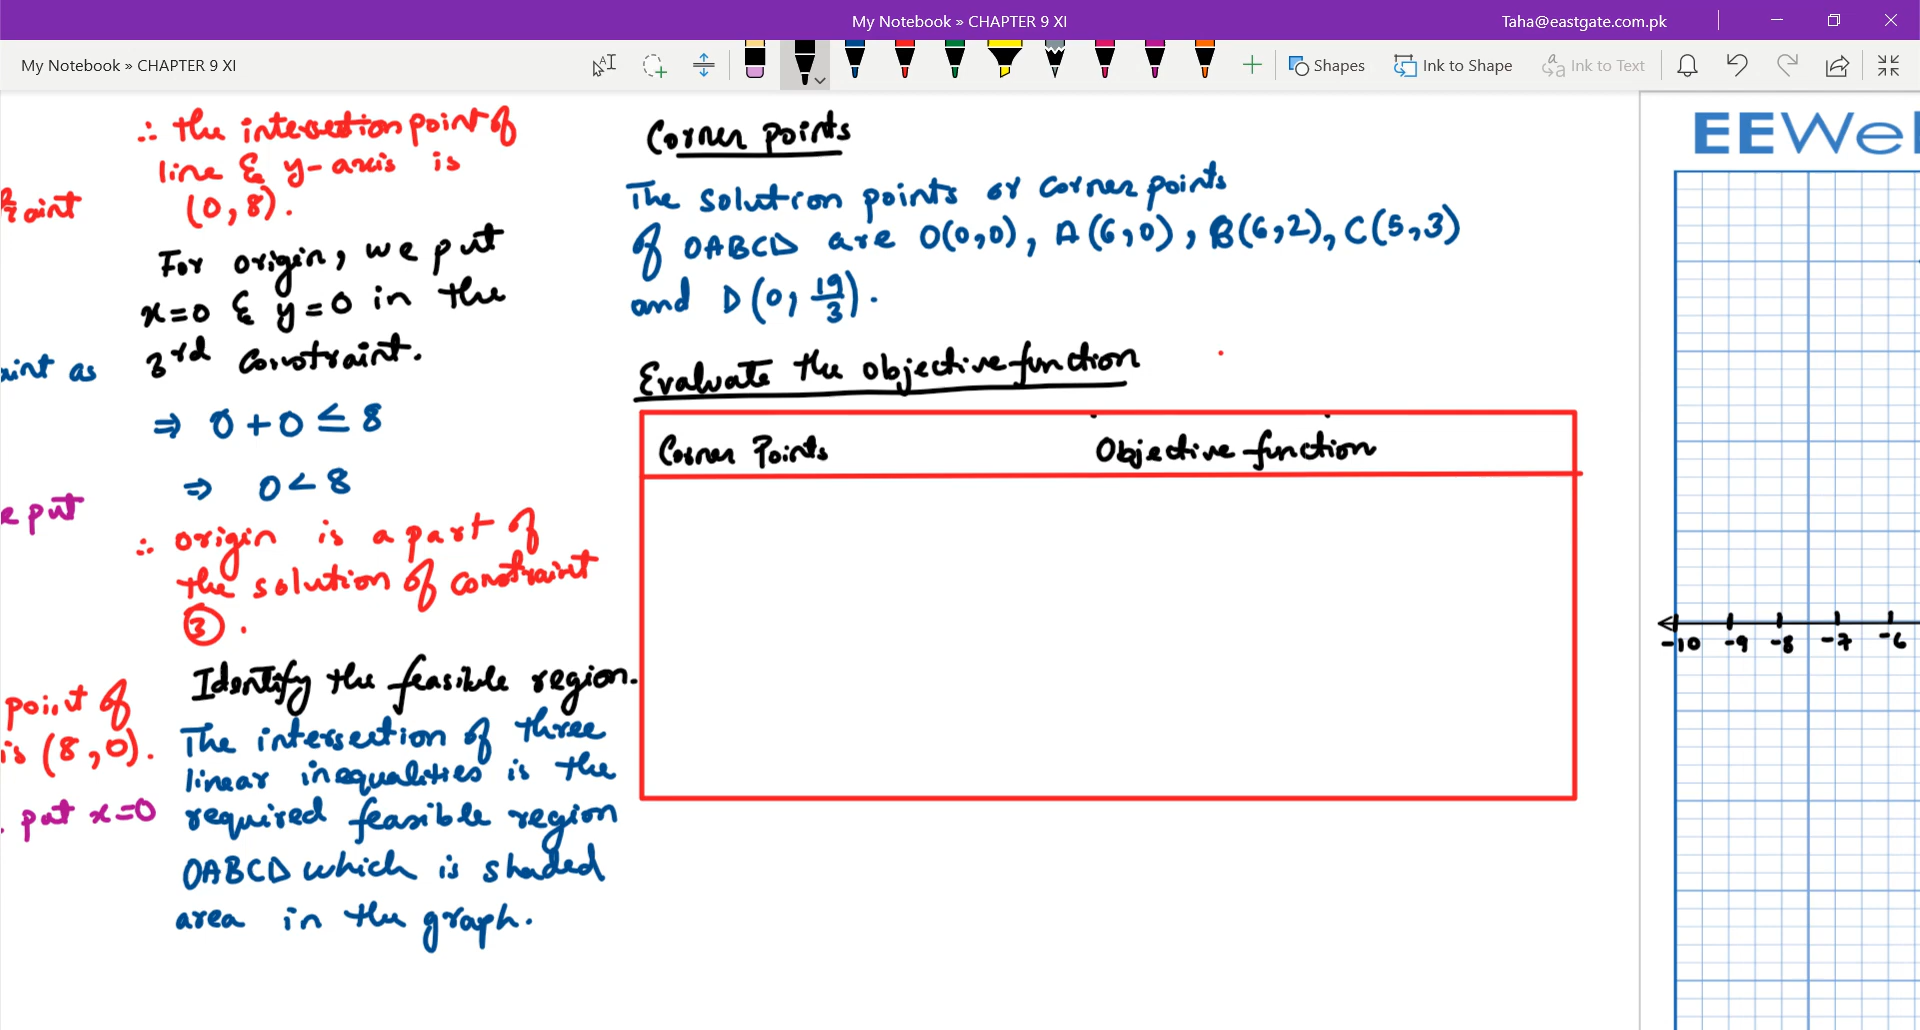 My Notebook » CHAPTER 9 XI
Taha@eastgate.com.pk
My Notebook » CHAPTER 9 XI
Shapes
Ink to Shape
Ink to Text
∴ the intersection point of
line & y-axis is
(0,8).
For origin, we put
x=0 & y=0 in the
3rd constraint.
⇒ 0+0≤8
⇒ 0<8
∴ origin is a part of
the solution of constraint
③.
Identify the feasible region.
The intersection of three
linear inequalities is the
required feasible region
OABCD which is shaded
area in the graph.
aint
aint as
e put
point of
is (8,0).
put x=0
Corner points
The solution points or corner points
of OABCD are O(0,0), A(6,0), B(6,2), C(5,3)
and D(0, 19/3).
Evaluate the objective function
Corner Points
Objective function
EEWe
-10 -9 -8 -7 -6